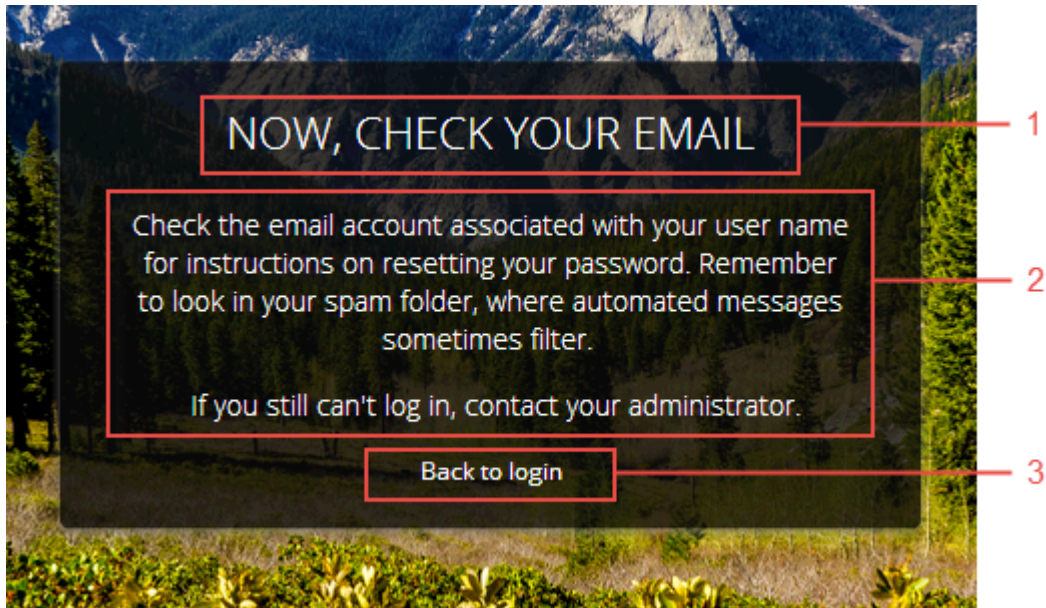 NOW, CHECK YOUR EMAIL
1
Check the email account associated with your user name
for instructions on resetting your password. Remember
to look in your spam folder, where automated messages
sometimes filter.
2
If you still can't log in, contact your administrator.
Back to login
3